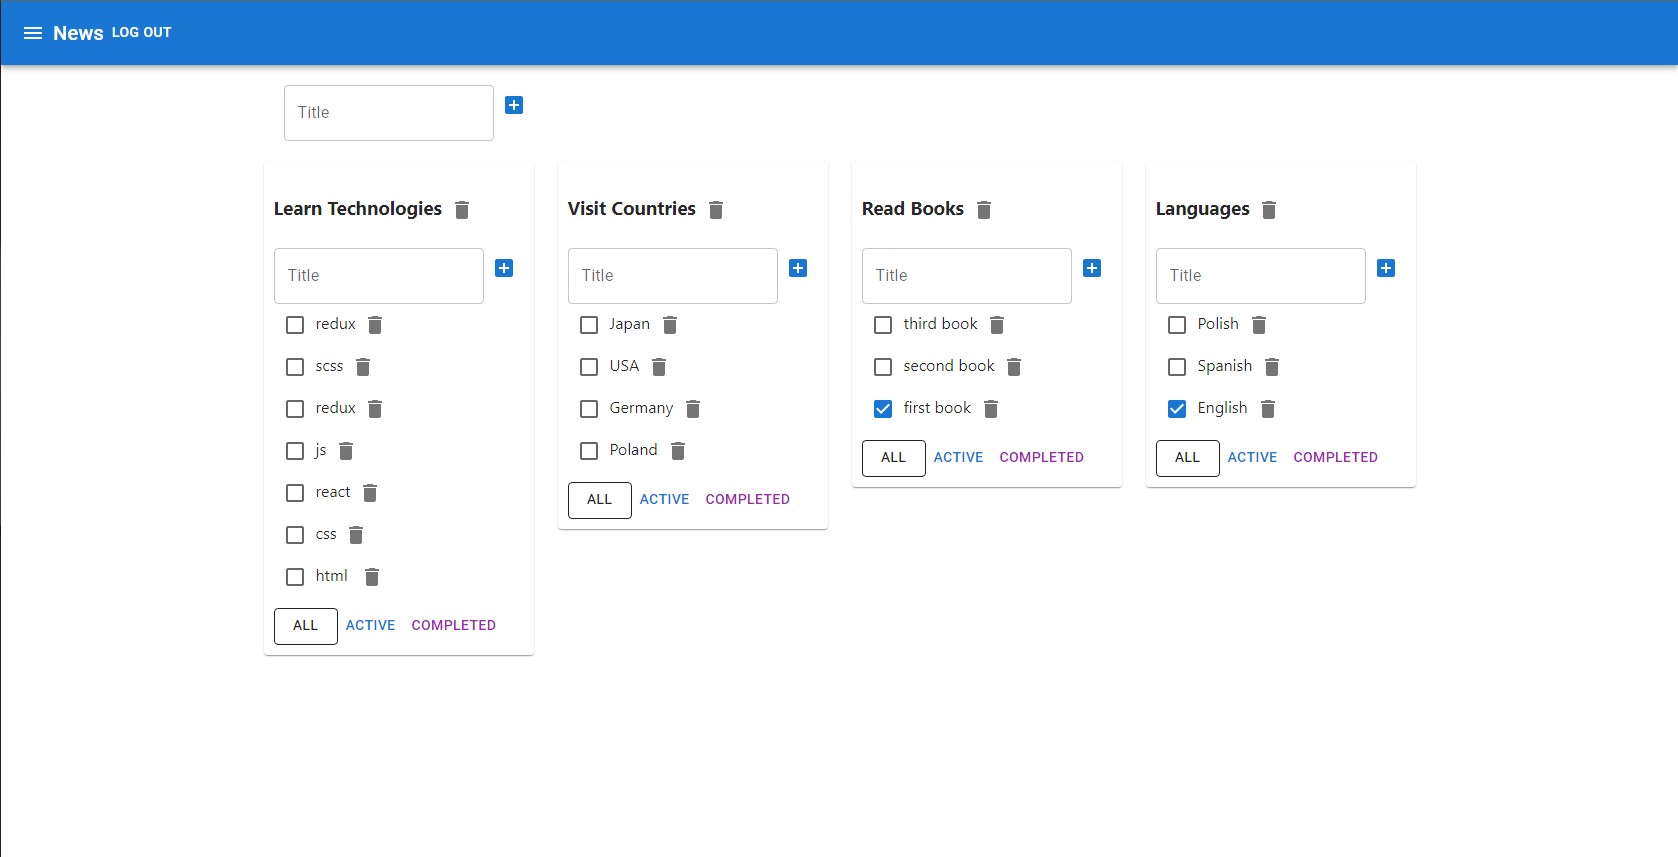 News LOG OUT
Title
Learn Technologies
Title
redux
scss
redux
js
react
css
html
ALL ACTIVE COMPLETED
Visit Countries
Title
Japan
USA
Germany
Poland
ALL ACTIVE COMPLETED
Read Books
Title
third book
second book
first book
ALL ACTIVE COMPLETED
Languages
Title
Polish
Spanish
English
ALL ACTIVE COMPLETED